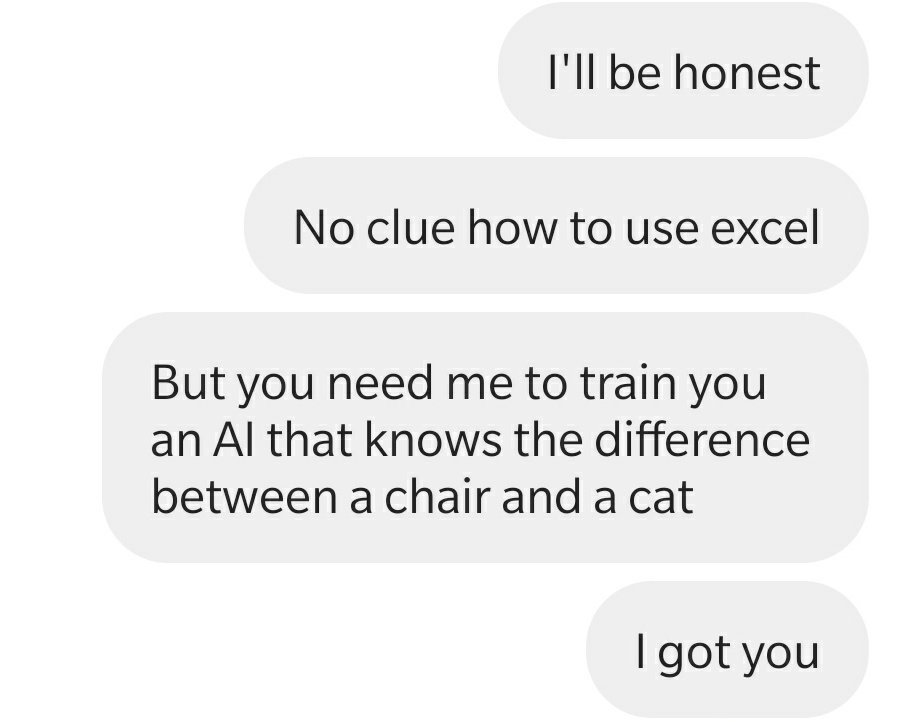 I'll be honest
No clue how to use excel
But you need me to train you
an AI that knows the difference
between a chair and a cat
I got you